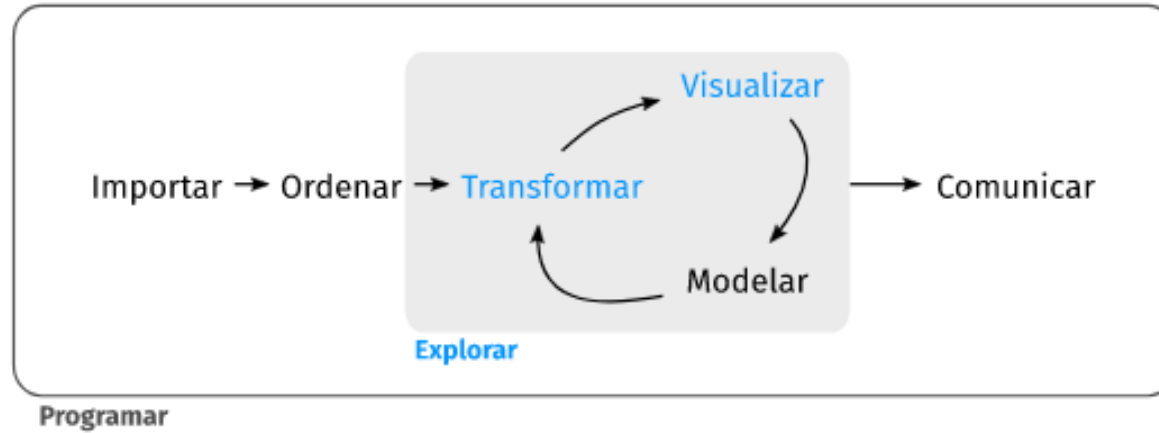 Visualizar
Importar → Ordenar → Transformar → Comunicar
Modelar
Explorar
Programar